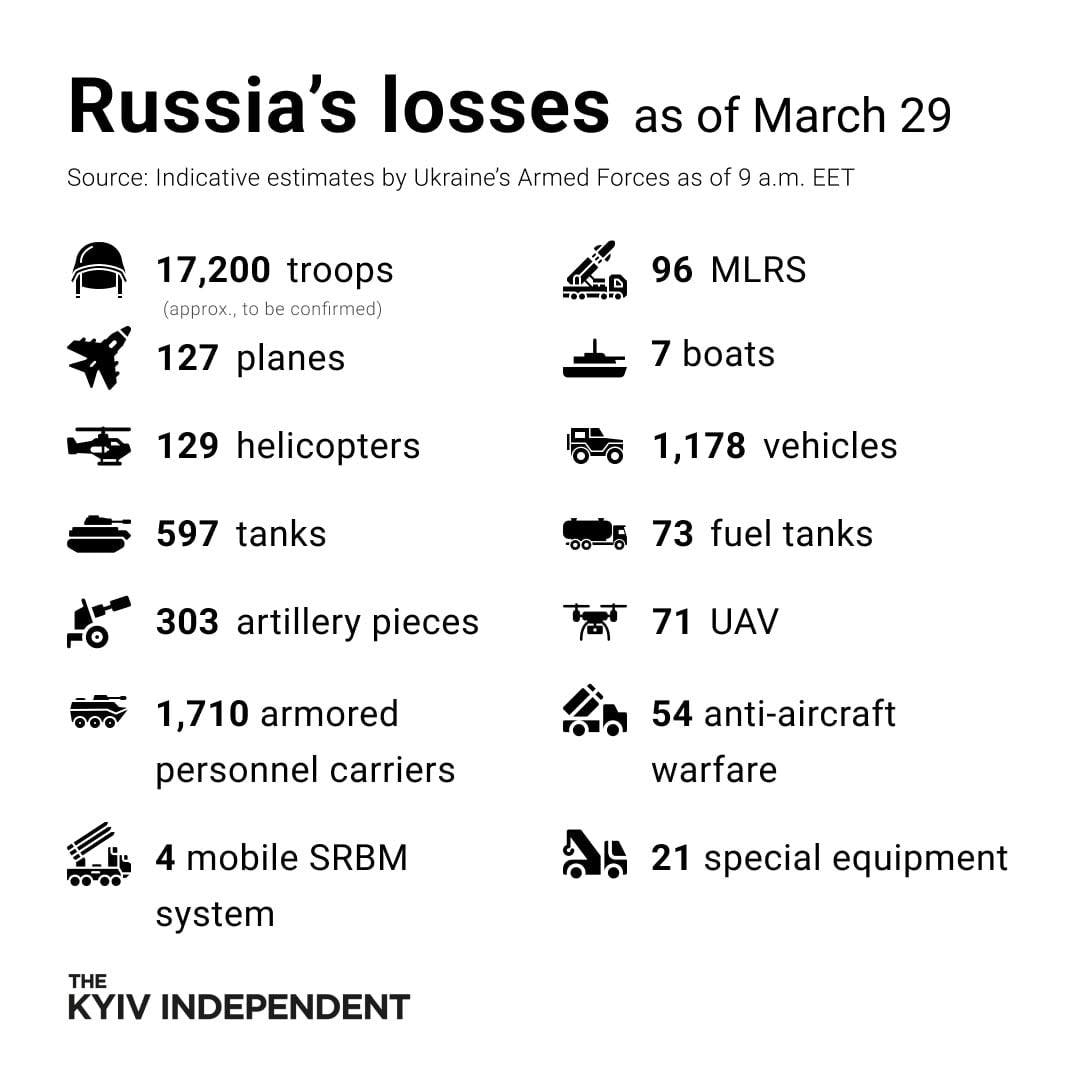 Russia's losses as of March 29
Source: Indicative estimates by Ukraine's Armed Forces as of 9 a.m. EET
17,200 troops
(approx., to be confirmed)
127 planes
129 helicopters
597 tanks
303 artillery pieces
1,710 armored
personnel carriers
4 mobile SRBM
system
96 MLRS
7 boats
1,178 vehicles
73 fuel tanks
71 UAV
54 anti-aircraft
warfare
21 special equipment
THE
KYIV INDEPENDENT